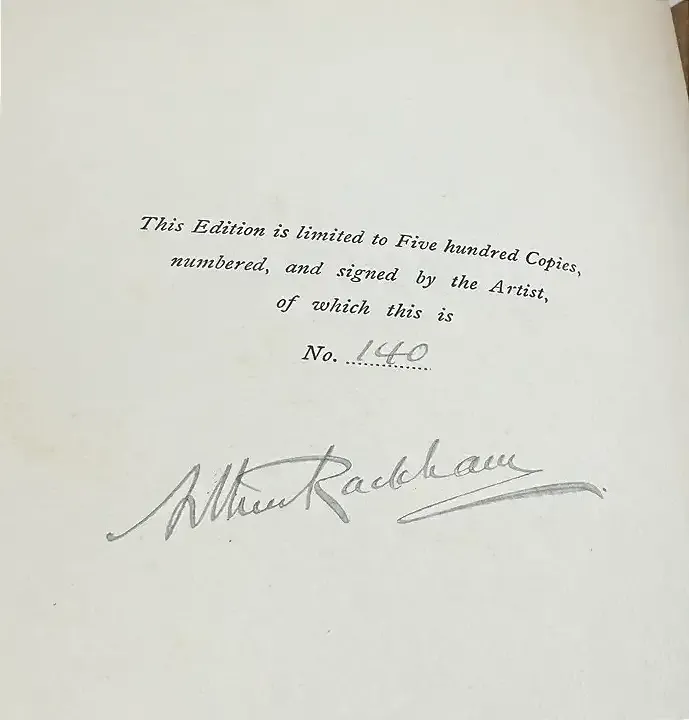 This Edition is limited to Five hundred Copies,
numbered, and signed by the Artist,
of which this is
No. 140
Arthur Rackham